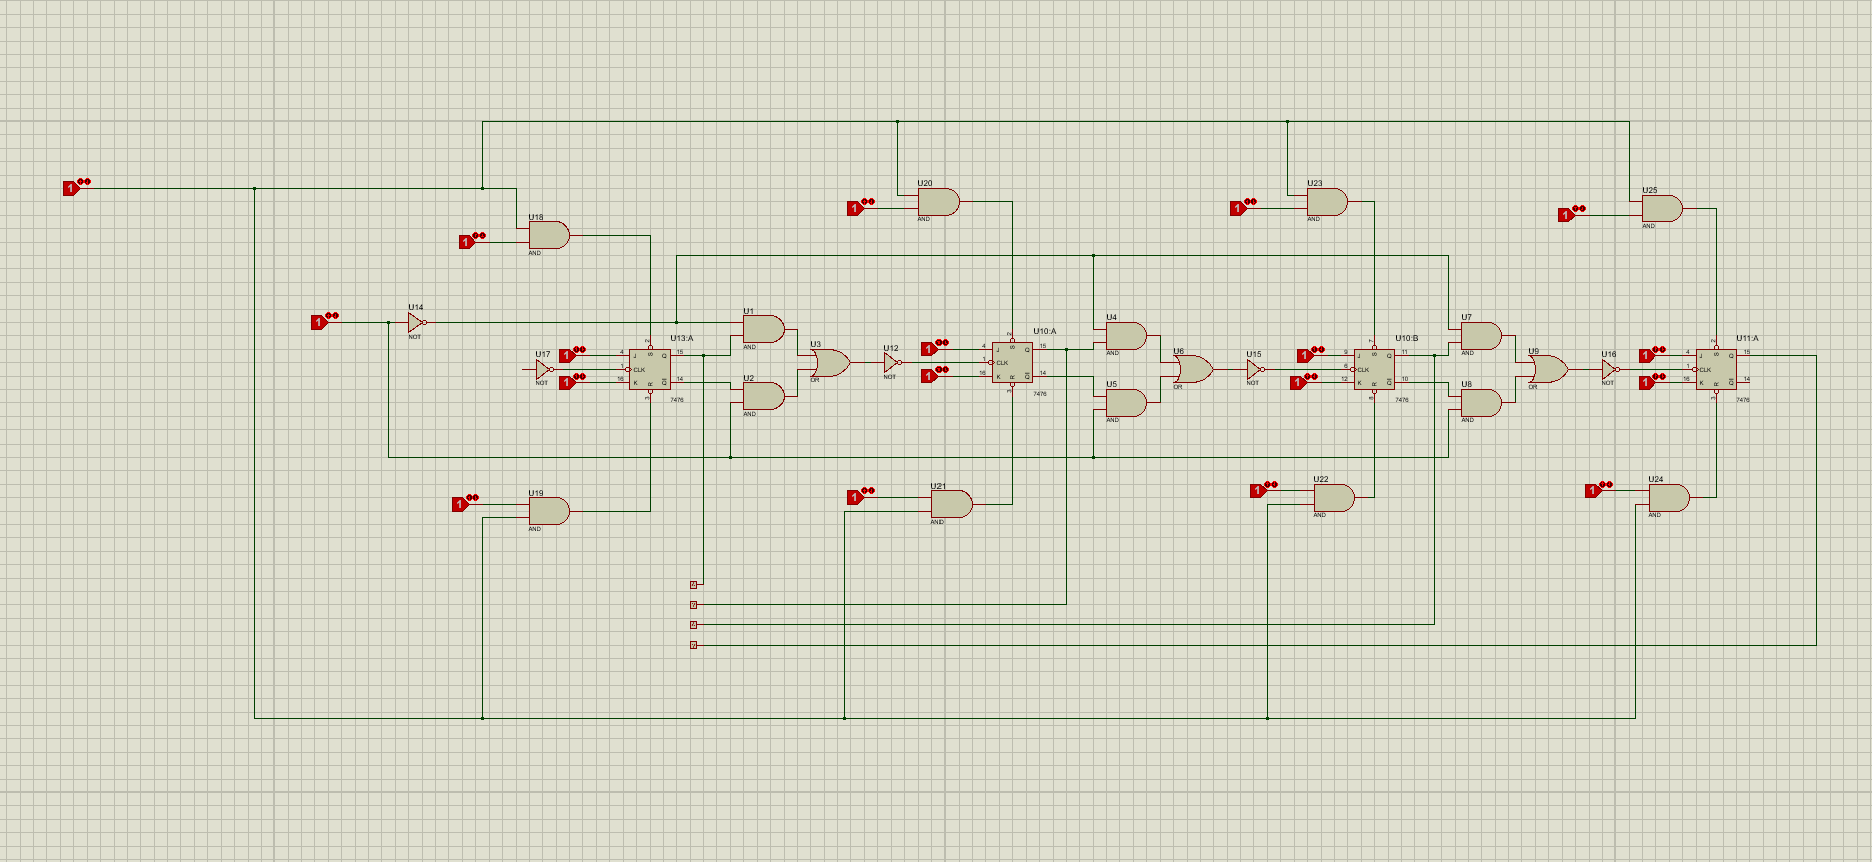 U20
U23
U25
1
AND
1
AND
1
AND
1
U18
1
AND
U14
1
NOT
U1
AND
U4
AND
U7
AND
U17
NOT
1
1
U13:A
4 J S Q 15
1 CLK
16 K R Q 14
2
3
7476
U2
AND
U3
OR
U12
NOT
1
1
U10:A
4 J S Q 15
1 CLK
16 K R Q 14
2
3
7476
U5
AND
U6
OR
U15
NOT
1
1
U10:B
9 J S Q 11
6 CLK
12 K R Q 10
7
8
7476
U8
AND
U9
OR
U16
NOT
1
1
U11:A
4 J S Q 15
1 CLK
16 K R Q 14
2
3
7476
U19
1
AND
U21
1
AND
U22
1
AND
U24
1
AND